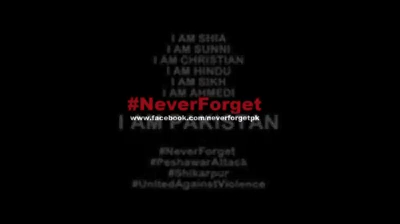 I AM SHIA
I AM SUNNI
I AM CHRISTIAN
I AM HINDU
I AM SIKH
I AM AHMEDI
#NeverForget
www.facebook.com/neverforgetpk
I AM PAKISTAN
#NeverForget
#PeshawarAttack
#Shikarpur
#UnitedAgainstViolence